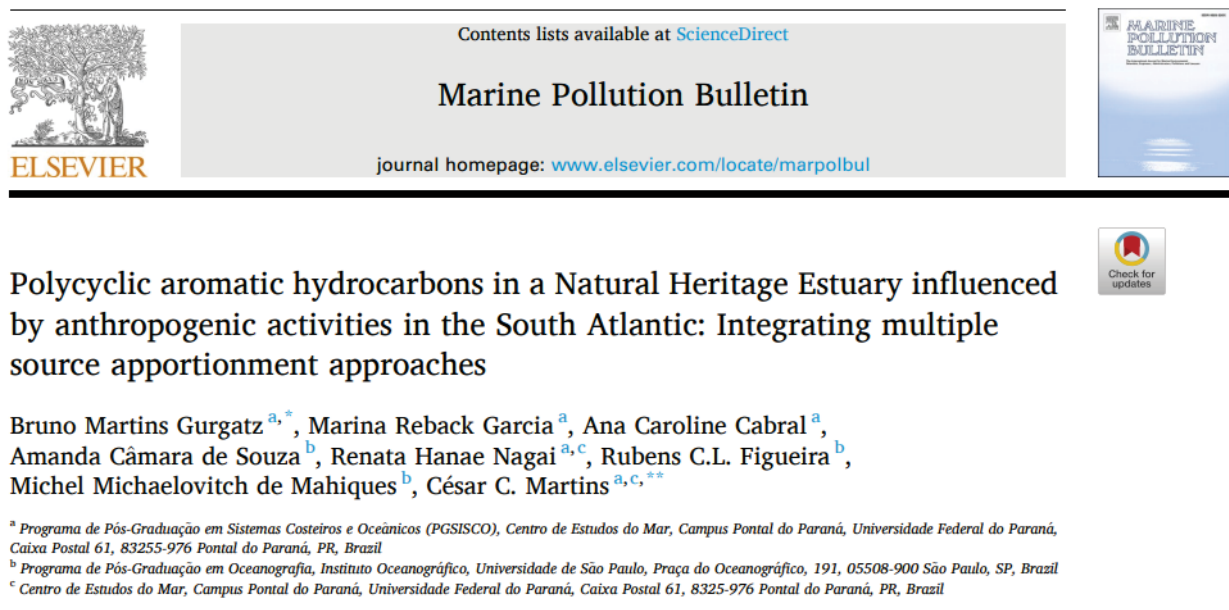 Contents lists available at ScienceDirect
Marine Pollution Bulletin
journal homepage: www.elsevier.com/locate/marpolbul
ELSEVIER
MARINE
POLLUTION
BULLETIN
Check for
updates
Polycyclic aromatic hydrocarbons in a Natural Heritage Estuary influenced
by anthropogenic activities in the South Atlantic: Integrating multiple
source apportionment approaches
Bruno Martins Gurgatz a,*, Marina Reback Garcia a, Ana Caroline Cabral a,
Amanda Câmara de Souza b, Renata Hanae Nagai a,c, Rubens C.L. Figueira b,
Michel Michaelovitch de Mahiques b, César C. Martins a,c,**
a Programa de Pós-Graduação em Sistemas Costeiros e Oceânicos (PGSISCO), Centro de Estudos do Mar, Campus Pontal do Paraná, Universidade Federal do Paraná,
Caixa Postal 61, 83255-976 Pontal do Paraná, PR, Brazil
b Programa de Pós-Graduação em Oceanografia, Instituto Oceanográfico, Universidade de São Paulo, Praça do Oceanográfico, 191, 05508-900 São Paulo, SP, Brazil
c Centro de Estudos do Mar, Campus Pontal do Paraná, Universidade Federal do Paraná, Caixa Postal 61, 8325-976 Pontal do Paraná, PR, Brazil